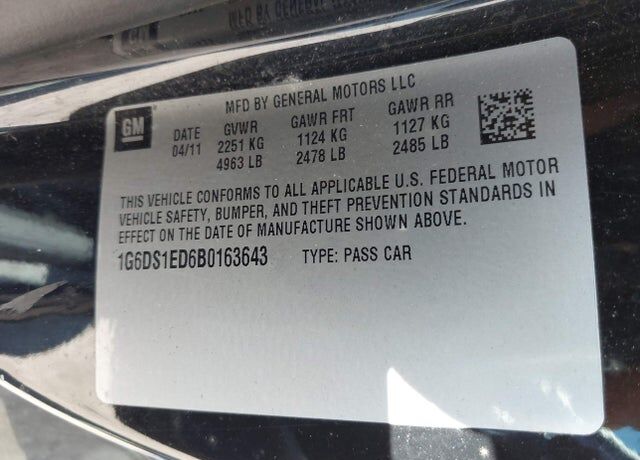 MFD BY GENERAL MOTORS LLC
GM
DATE GVWR GAWR FRT GAWR RR
04/11 2251 KG 1124 KG 1127 KG
4963 LB 2478 LB 2485 LB
THIS VEHICLE CONFORMS TO ALL APPLICABLE U.S. FEDERAL MOTOR
VEHICLE SAFETY, BUMPER, AND THEFT PREVENTION STANDARDS IN
EFFECT ON THE DATE OF MANUFACTURE SHOWN ABOVE.
1G6DS1ED6B0163643 TYPE: PASS CAR